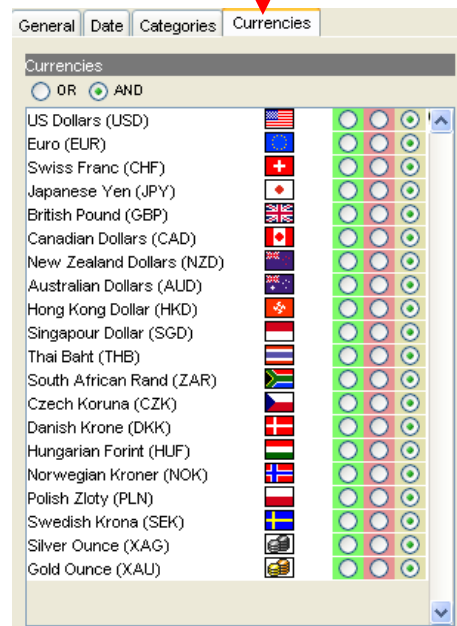 General Date Categories Currencies
Currencies
OR AND
US Dollars (USD)
Euro (EUR)
Swiss Franc (CHF)
Japanese Yen (JPY)
British Pound (GBP)
Canadian Dollars (CAD)
New Zealand Dollars (NZD)
Australian Dollars (AUD)
Hong Kong Dollar (HKD)
Singapour Dollar (SGD)
Thai Baht (THB)
South African Rand (ZAR)
Czech Koruna (CZK)
Danish Krone (DKK)
Hungarian Forint (HUF)
Norwegian Kroner (NOK)
Polish Zloty (PLN)
Swedish Krona (SEK)
Silver Ounce (XAG)
Gold Ounce (XAU)